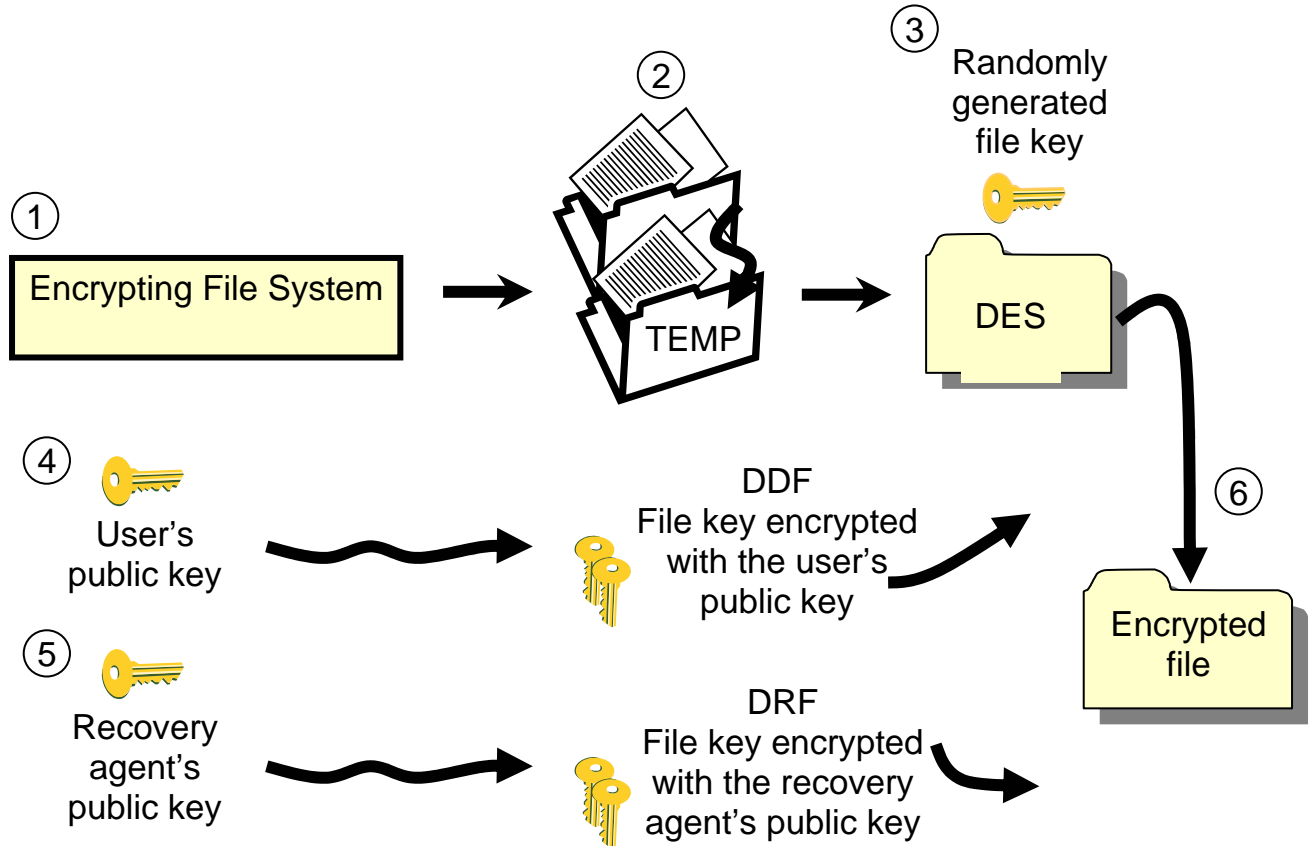 1
Encrypting File System
2
TEMP
3
Randomly
generated
file key
DES
4
User's
public key
DDF
File key encrypted
with the user's
public key
5
Recovery
agent's
public key
DRF
File key encrypted
with the recovery
agent's public key
6
Encrypted
file